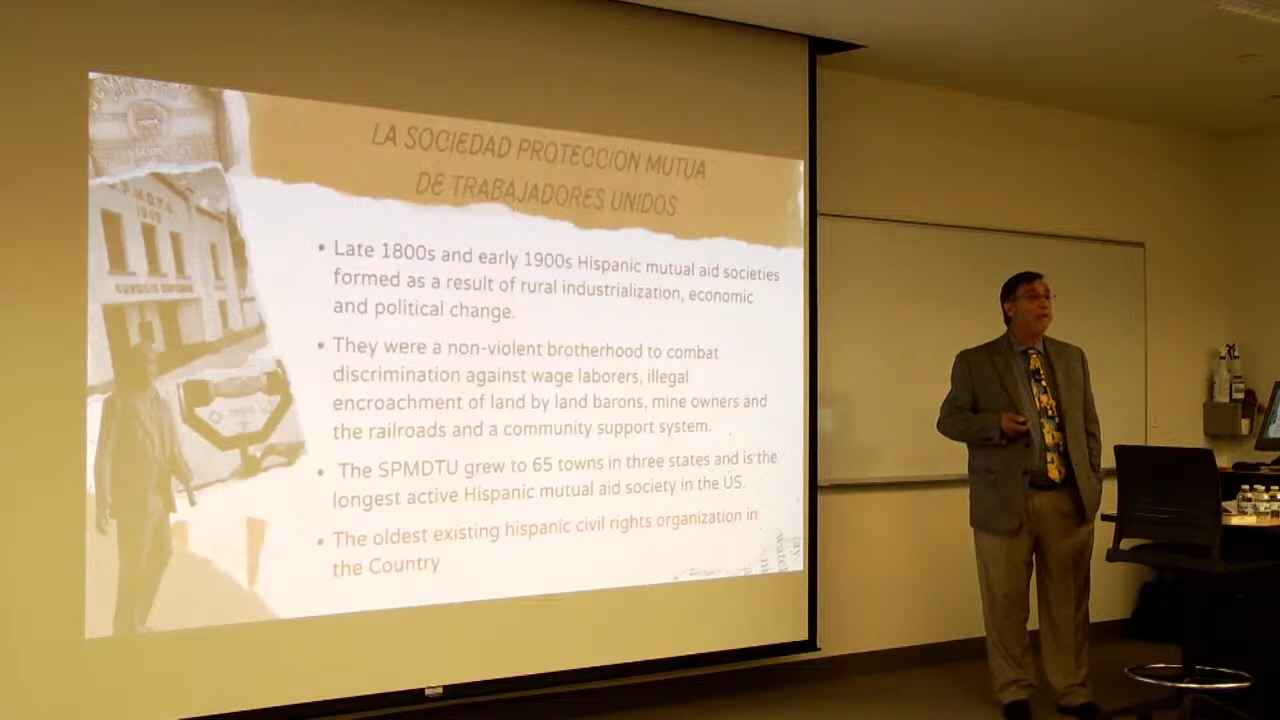 LA SOCIEDAD PROTECCION MUTUA
DE TRABAJADORES UNIDOS
• Late 1800s and early 1900s Hispanic mutual aid societies
formed as a result of rural industrialization, economic
and political change.
• They were a non-violent brotherhood to combat
discrimination against wage laborers, illegal
encroachment of land by land barons, mine owners and
the railroads and a community support system.
• The SPMDTU grew to 65 towns in three states and is the
longest active Hispanic mutual aid society in the US.
• The oldest existing hispanic civil rights organization in
the Country